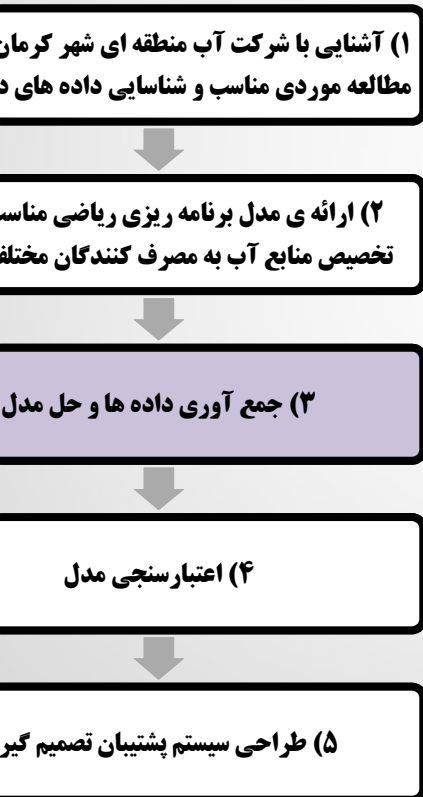 ۱) آشنایی با شرکت آب منطقه ای شهر کرمان
مطالعه موردی مناسب و شناسایی داده های
۲) ارائه ی مدل برنامه ریزی ریاضی مناسب
تخصیص منابع آب به مصرف کنندگان
۳) جمع آوری داده ها و حل مدل
۴) اعتبارسنجی مدل
۵) طراحی سیستم پشتیبان تصمیم